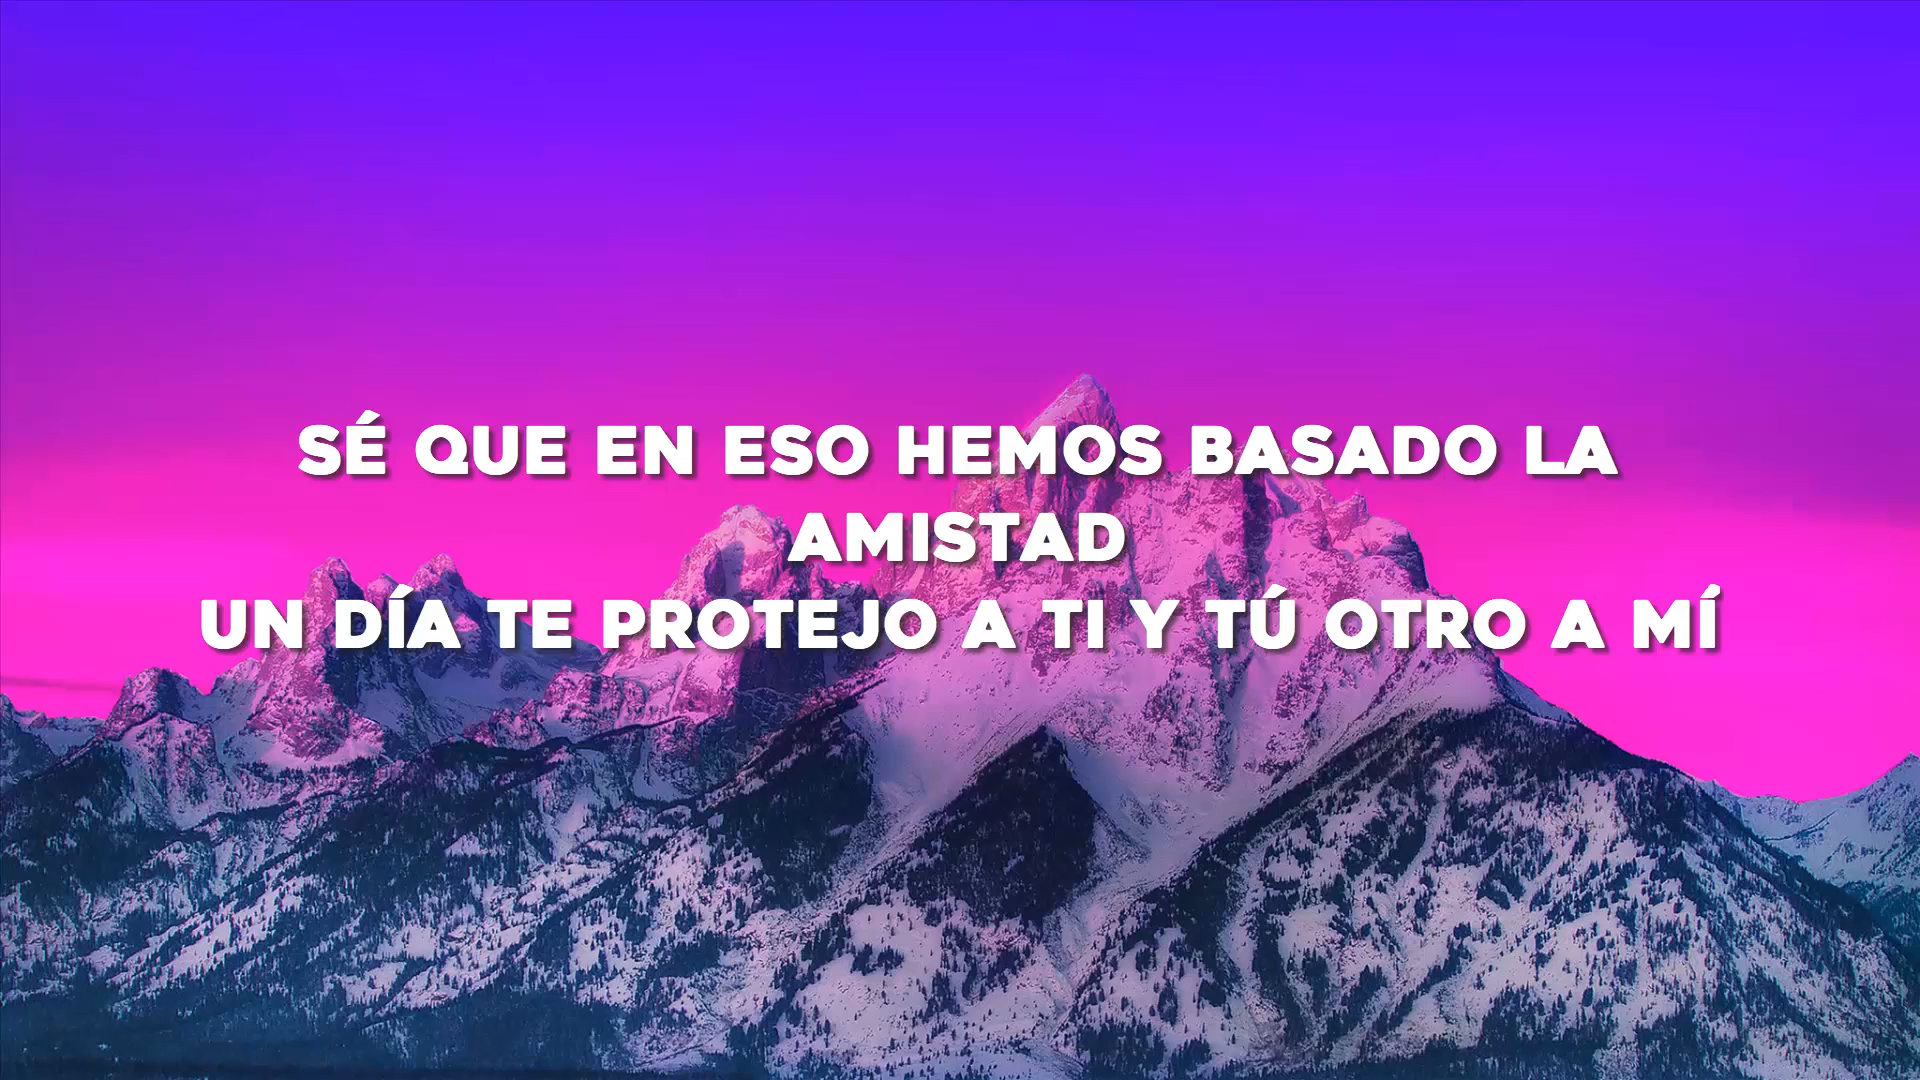 SÉ QUE EN ESO HEMOS BASADO LA
AMISTAD
UN DÍA TE PROTEJO A TI Y TÚ OTRO A MÍ